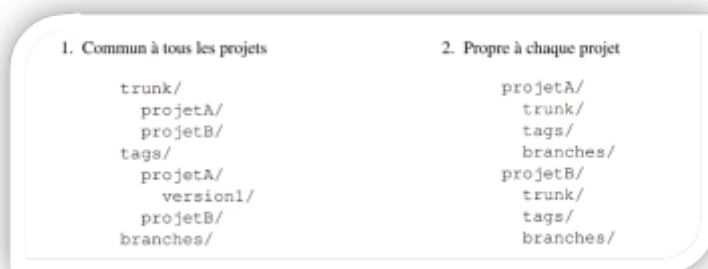 1. Commun à tous les projets
trunk/
projetA/
projetB/
tags/
projetA/
version1/
projetB/
branches/
2. Propre à chaque projet
projetA/
trunk/
tags/
branches/
projetB/
trunk/
tags/
branches/